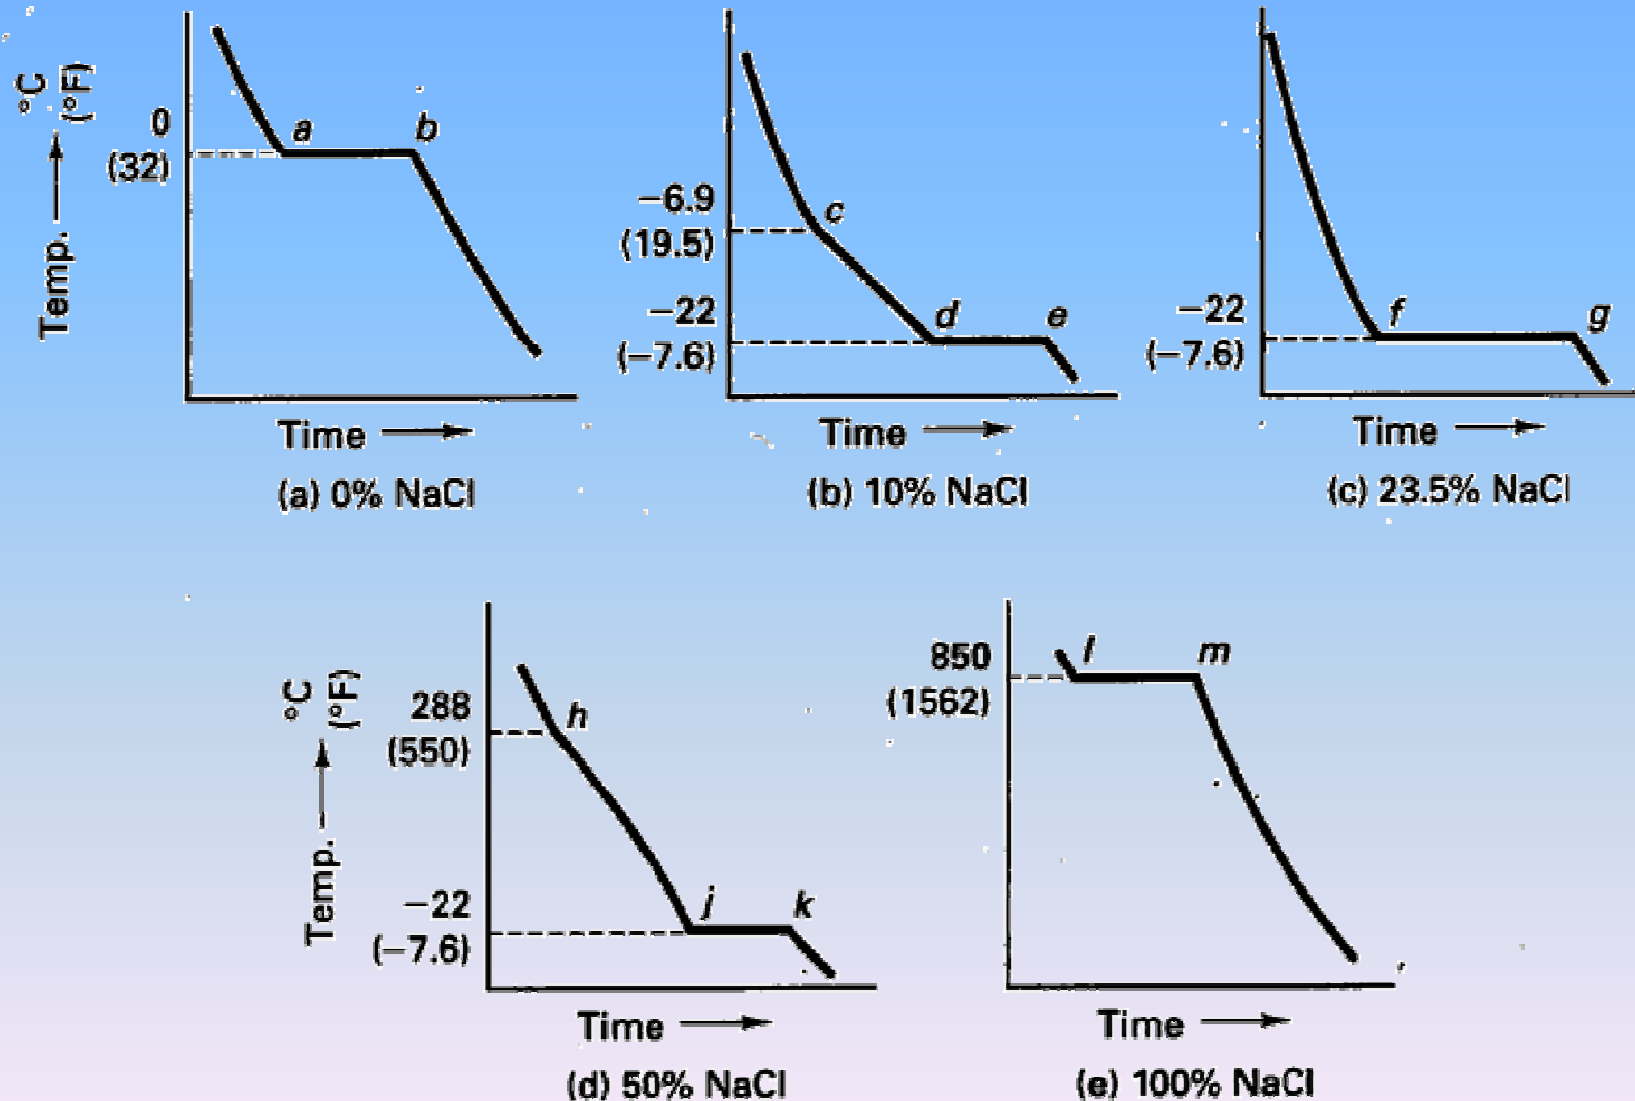 °C
(°F)
Temp.
0
(32)
a
b
Time
(a) 0% NaCl
−6.9
(19.5)
−22
(−7.6)
c
d
e
Time
(b) 10% NaCl
−22
(−7.6)
f
g
Time
(c) 23.5% NaCl
°C
(°F)
Temp.
288
(550)
−22
(−7.6)
h
j
k
Time
(d) 50% NaCl
850
(1562)
l
m
Time
(e) 100% NaCl